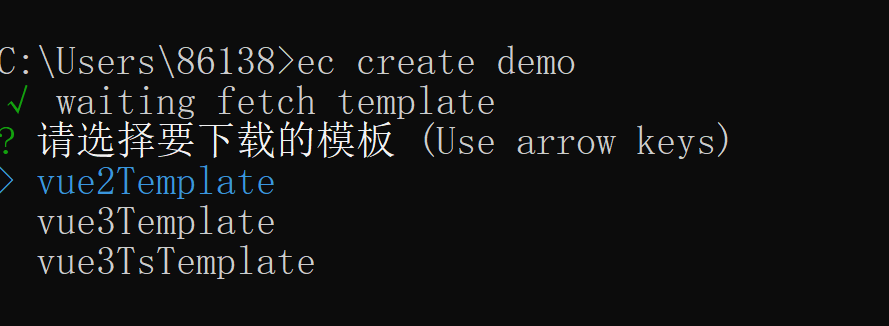 C:\Users\86138>ec create demo
√ waiting fetch template
? 请选择要下载的模板 (Use arrow keys)
> vue2Template
vue3Template
vue3TsTemplate